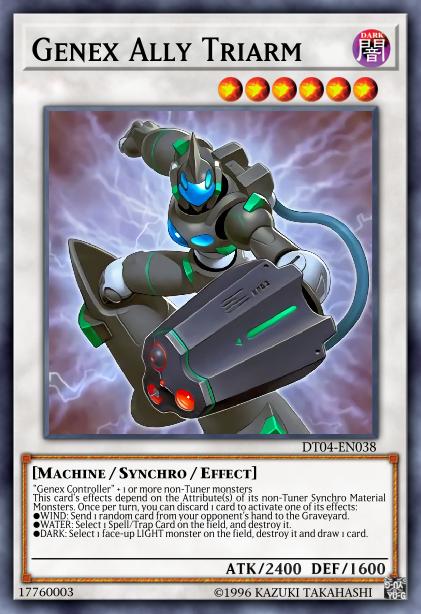 GENEX ALLY TRIARM
DARK
闇
DT04-EN038
[MACHINE / SYNCHRO / EFFECT]
"Genex Controller" + 1 or more non-Tuner monsters
This card's effects depend on the Attribute(s) of its non-Tuner Synchro Material
Monsters. Once per turn, you can discard 1 card to activate one of its effects:
●WIND: Send 1 random card from your opponent's hand to the Graveyard.
●WATER: Select 1 Spell/Trap Card on the field, and destroy it.
●DARK: Select 1 face-up LIGHT monster on the field, destroy it and draw 1 card.
ATK/2400 DEF/1600
17760003
©1996 KAZUKI TAKAHASHI